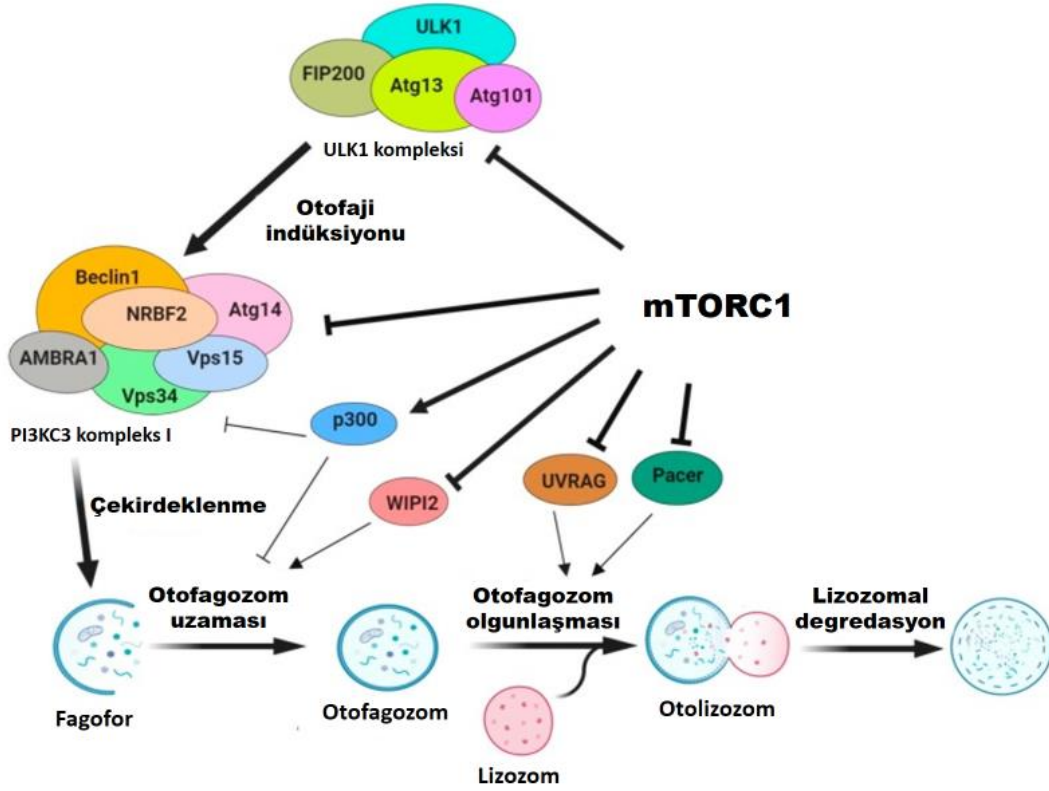 ULK1
FIP200
Atg13
Atg101
ULK1 kompleksi
Otofaji
indüksiyonu
Beclin1
NRBF2
Atg14
mTORC1
AMBRA1
Vps15
Vps34
p300
PI3KC3 kompleks I
UVRAG
Pacer
WIPI2
Çekirdeklenme
Otofagozom
uzaması
Otofagozom
olgunlaşması
Lizozomal
degredasyon
Fagofor
Otofagozom
Otolizozom
Lizozom